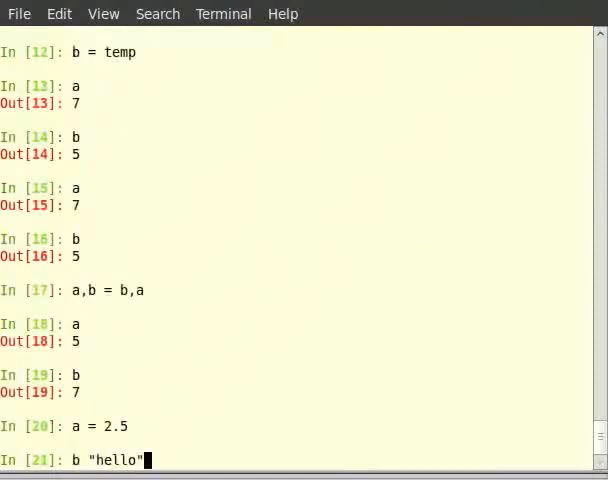 File Edit View Search Terminal Help
In [12]: b = temp
In [13]: a
Out[13]: 7
In [14]: b
Out[14]: 5
In [15]: a
Out[15]: 7
In [16]: b
Out[16]: 5
In [17]: a,b = b,a
In [18]: a
Out[18]: 5
In [19]: b
Out[19]: 7
In [20]: a = 2.5
In [21]: b "hello"